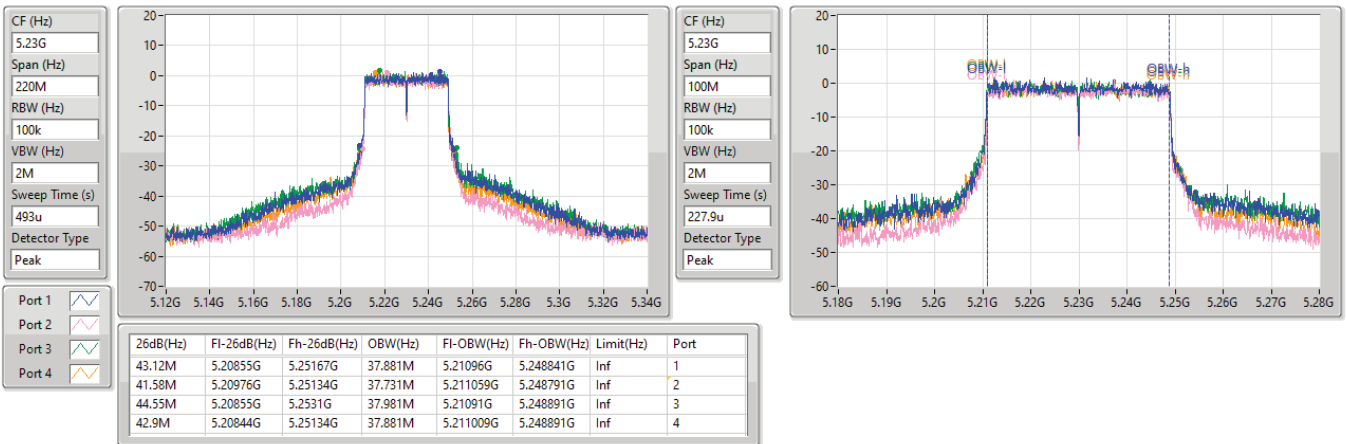 CF (Hz)
5.23G
Span (Hz)
220M
RBW (Hz)
100k
VBW (Hz)
2M
Sweep Time (s)
493u
Detector Type
Peak
20
10
0
-10
-20
-30
-40
-50
-60
-70
5.12G 5.14G 5.16G 5.18G 5.2G 5.22G 5.24G 5.26G 5.28G 5.3G 5.32G 5.34G
CF (Hz)
5.23G
Span (Hz)
100M
RBW (Hz)
100k
VBW (Hz)
2M
Sweep Time (s)
227.9u
Detector Type
Peak
20
10
0
-10
-20
-30
-40
-50
-60
OBW-l OBW-h
5.18G 5.19G 5.2G 5.21G 5.22G 5.23G 5.24G 5.25G 5.26G 5.27G 5.28G
Port 1
Port 2
Port 3
Port 4
26dB(Hz) Fl-26dB(Hz) Fh-26dB(Hz) OBW(Hz) Fl-OBW(Hz) Fh-OBW(Hz) Limit(Hz) Port
43.12M 5.20855G 5.25167G 37.881M 5.21096G 5.248841G Inf 1
41.58M 5.20976G 5.25134G 37.731M 5.211059G 5.248791G Inf 2
44.55M 5.20855G 5.2531G 37.981M 5.21091G 5.248891G Inf 3
42.9M 5.20844G 5.25134G 37.881M 5.211009G 5.248891G Inf 4